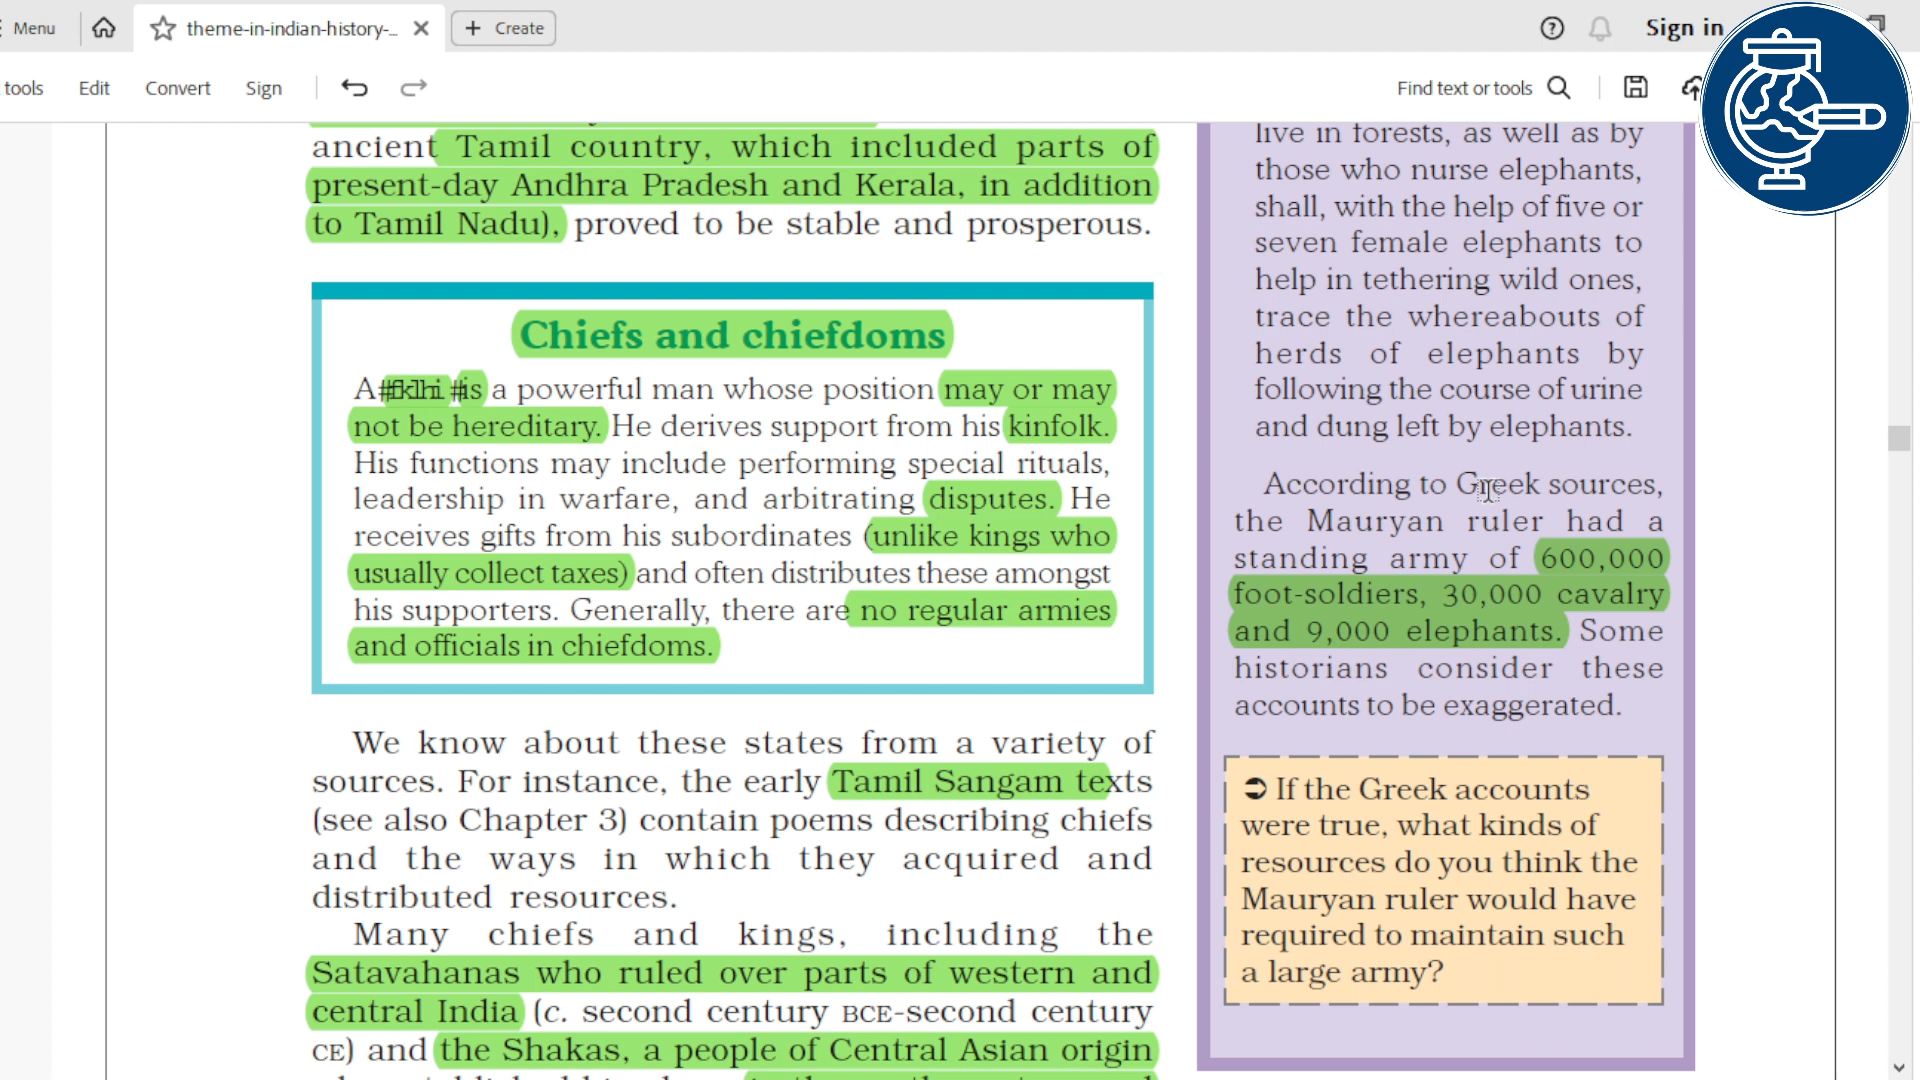 Menu
theme-in-indian-history-_
Create
Sign in
tools
Edit
Convert
Sign
Find text or tools
ancient Tamil country, which included parts of
present-day Andhra Pradesh and Kerala, in addition
to Tamil Nadu), proved to be stable and prosperous.
Chiefs and chiefdoms
A is a powerful man whose position may or may
not be hereditary. He derives support from his kinfolk.
His functions may include performing special rituals,
leadership in warfare, and arbitrating disputes. He
receives gifts from his subordinates (unlike kings who
usually collect taxes) and often distributes these amongst
his supporters. Generally, there are no regular armies
and officials in chiefdoms.
We know about these states from a variety of
sources. For instance, the early Tamil Sangam texts
(see also Chapter 3) contain poems describing chiefs
and the ways in which they acquired and
distributed resources.
Many chiefs and kings, including the
Satavahanas who ruled over parts of western and
central India (c. second century BCE-second century
CE) and the Shakas, a people of Central Asian origin
live in forests, as well as by
those who nurse elephants,
shall, with the help of five or
seven female elephants to
help in tethering wild ones,
trace the whereabouts of
herds of elephants by
following the course of urine
and dung left by elephants.
According to Greek sources,
the Mauryan ruler had a
standing army of 600,000
foot-soldiers, 30,000 cavalry
and 9,000 elephants. Some
historians consider these
accounts to be exaggerated.
➲ If the Greek accounts
were true, what kinds of
resources do you think the
Mauryan ruler would have
required to maintain such
a large army?